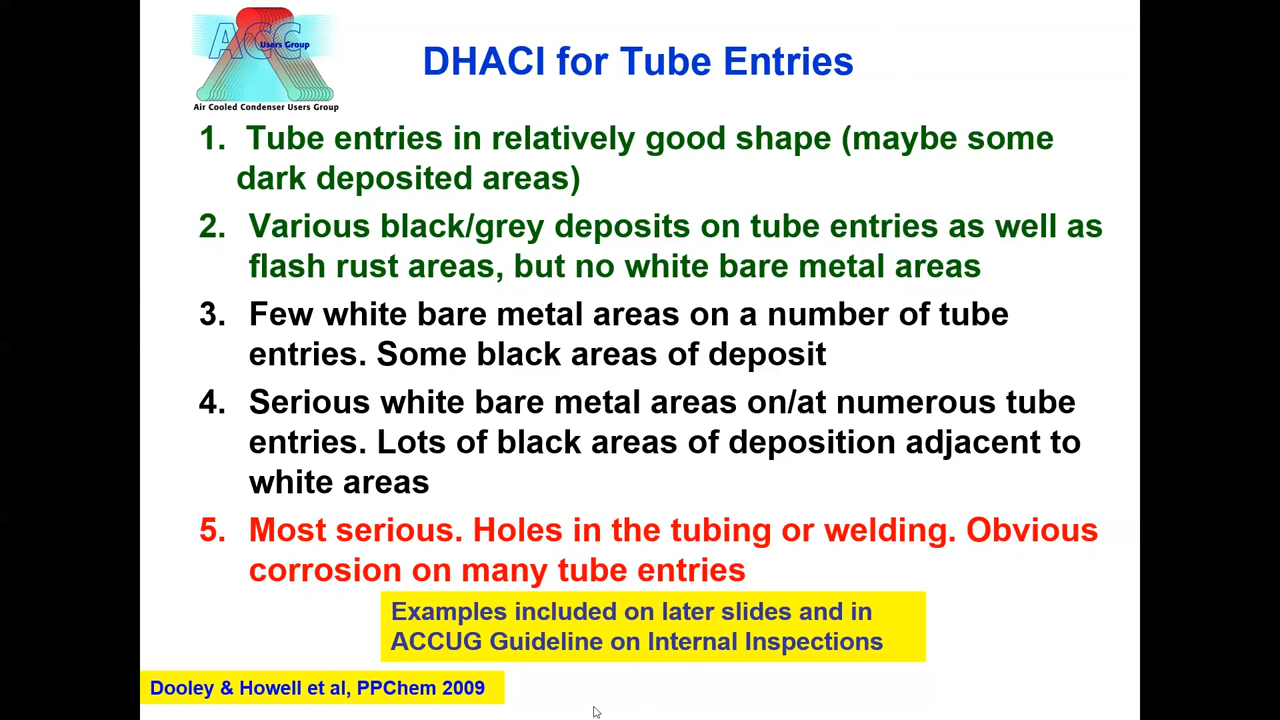 ACC
Users Group
Air Cooled Condenser Users Group
DHACI for Tube Entries
1. Tube entries in relatively good shape (maybe some
dark deposited areas)
2. Various black/grey deposits on tube entries as well as
flash rust areas, but no white bare metal areas
3. Few white bare metal areas on a number of tube
entries. Some black areas of deposit
4. Serious white bare metal areas on/at numerous tube
entries. Lots of black areas of deposition adjacent to
white areas
5. Most serious. Holes in the tubing or welding. Obvious
corrosion on many tube entries
Examples included on later slides and in
ACCUG Guideline on Internal Inspections
Dooley & Howell et al, PPChem 2009